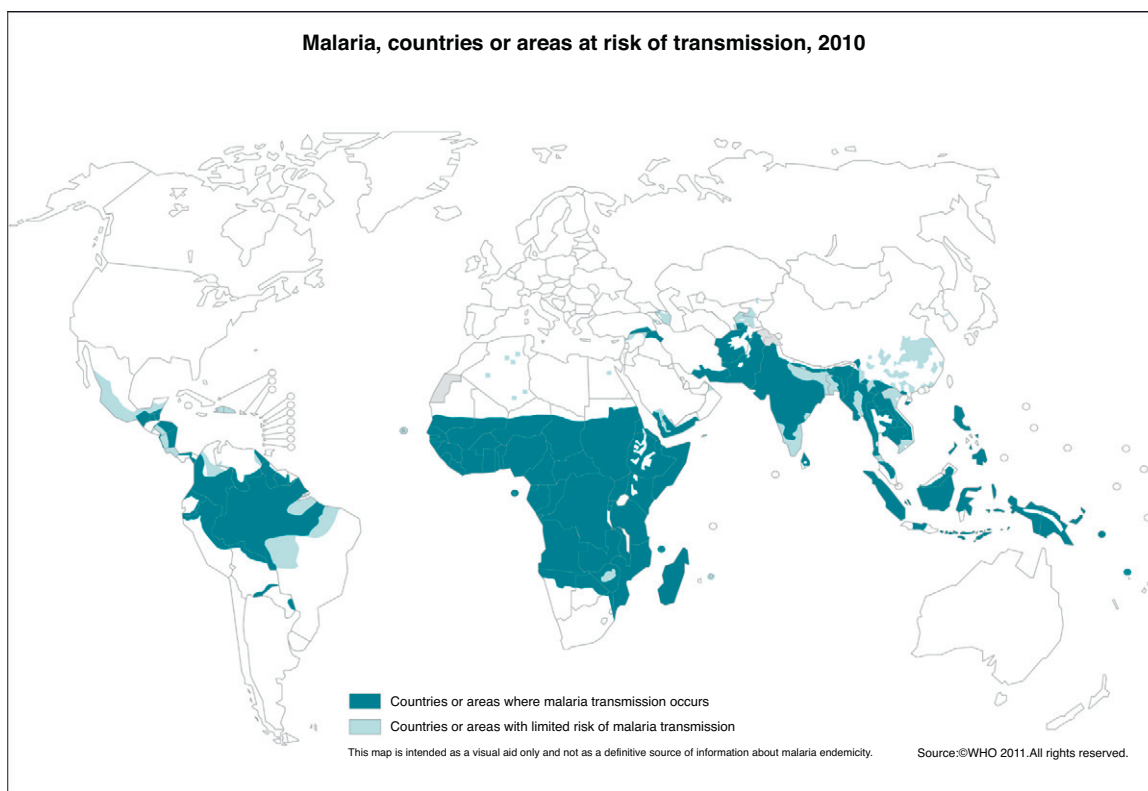 Malaria, countries or areas at risk of transmission, 2010
Countries or areas where malaria transmission occurs
Countries or areas with limited risk of malaria transmission
This map is intended as a visual aid only and not as a definitive source of information about malaria endemicity.
Source:©WHO 2011.All rights reserved.